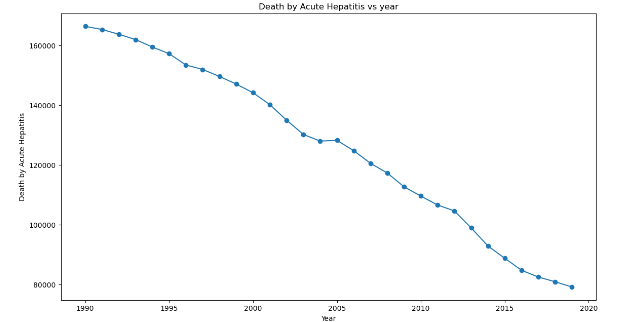 Death by Acute Hepatitis vs year
160000
140000
120000
100000
80000
Death by Acute Hepatitis
1990 1995 2000 2005 2010 2015 2020
Year